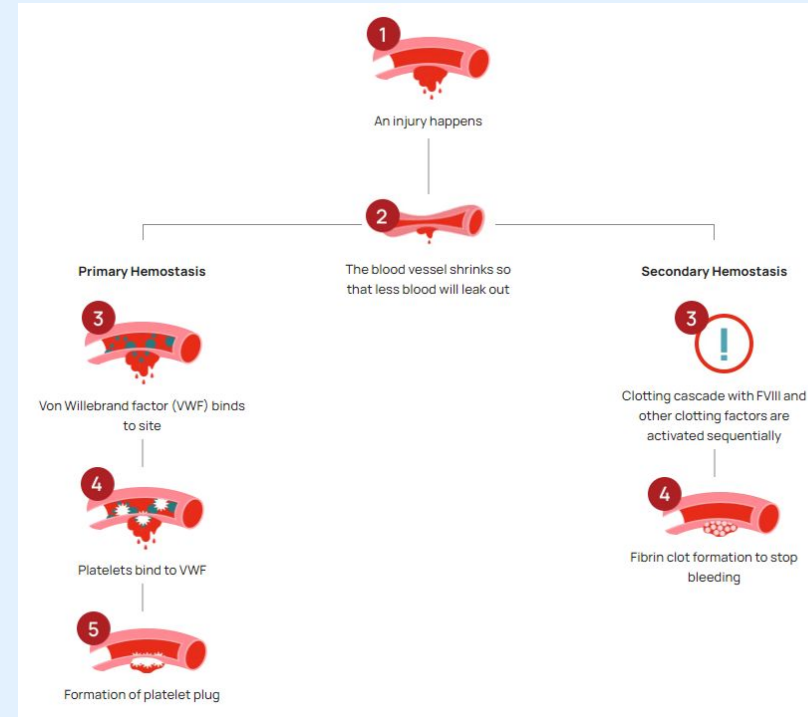 1
An injury happens
2
The blood vessel shrinks so
that less blood will leak out
Primary Hemostasis
3
Von Willebrand factor (VWF) binds
to site
4
Platelets bind to VWF
5
Formation of platelet plug
Secondary Hemostasis
3
!
Clotting cascade with FVIII and
other clotting factors are
activated sequentially
4
Fibrin clot formation to stop
bleeding